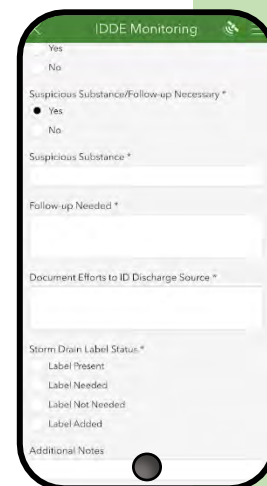 IDDE Monitoring
Yes
No
Suspicious Substance/Follow-up Necessary *
Yes
No
Suspicious Substance *
Follow-up Needed *
Document Efforts to ID Discharge Source *
Storm Drain Label Status *
Label Present
Label Needed
Label Not Needed
Label Added
Additional Notes